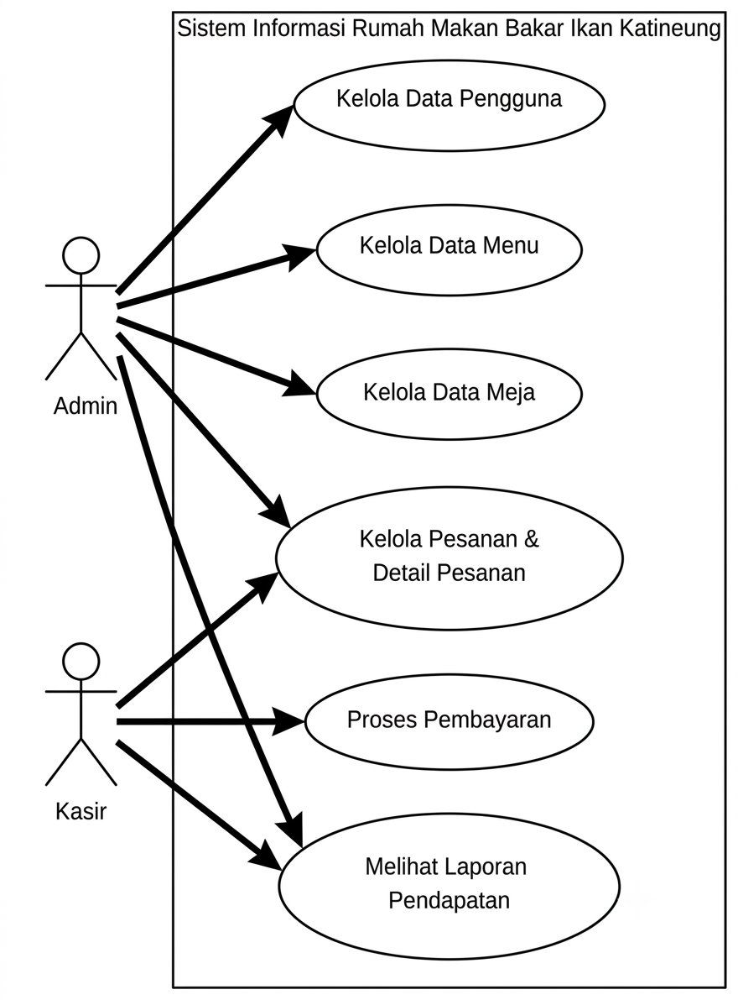 Sistem Informasi Rumah Makan Bakar Ikan Katineung
Kelola Data Pengguna
Kelola Data Menu
Kelola Data Meja
Admin
Kelola Pesanan &
Detail Pesanan
Proses Pembayaran
Kasir
Melihat Laporan
Pendapatan